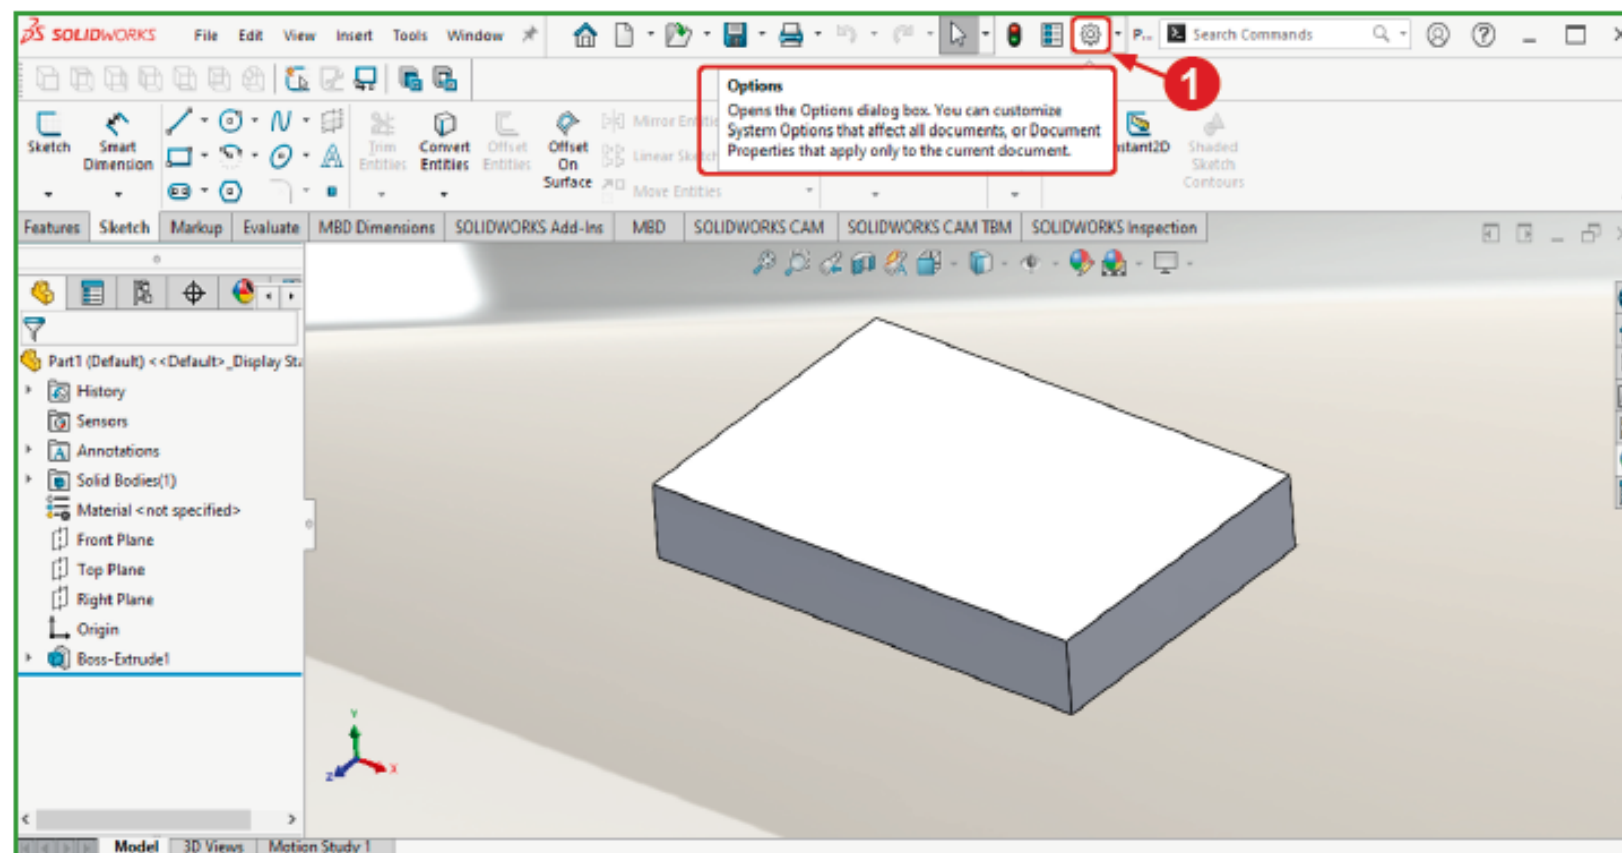 SOLIDWORKS File Edit View Insert Tools Window P... Search Commands
1
Options
Opens the Options dialog box. You can customize
System Options that affect all documents, or Document
Properties that apply only to the current document.
Sketch
Smart
Dimension
Trim
Entities
Convert
Entities
Offset
Entities
Offset
On
Surface
Mirror
Linear
Move Entities
Shaded
Sketch
Contours
Features Sketch Markup Evaluate MBD Dimensions SOLIDWORKS Add-Ins MBD SOLIDWORKS CAM SOLIDWORKS CAM TBM SOLIDWORKS Inspection
Part1 (Default) <<Default>_Display Sta
History
Sensors
Annotations
Solid Bodies(1)
Material <not specified>
Front Plane
Top Plane
Right Plane
Origin
Boss-Extrude1
Y
Z X
Model 3D Views Motion Study 1